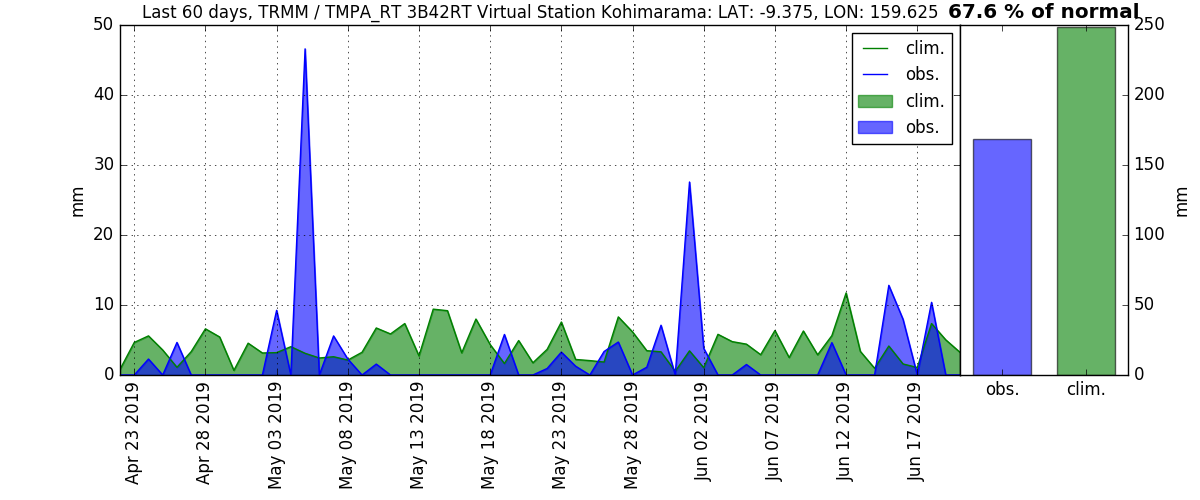 Last 60 days, TRMM / TMPA_RT 3B42RT Virtual Station Kohimarama: LAT: -9.375, LON: 159.625 67.6 % of normal
50
40
30
20
10
0
mm
clim.
obs.
clim.
obs.
250
200
150
100
50
0
mm
Apr 23 2019
Apr 28 2019
May 03 2019
May 08 2019
May 13 2019
May 18 2019
May 23 2019
May 28 2019
Jun 02 2019
Jun 07 2019
Jun 12 2019
Jun 17 2019
obs.
clim.